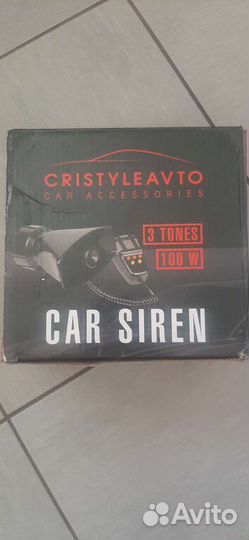 CRISTYLEAVTO
CAR ACCESSORIES
3 TONES
100 W
CAR SIREN
Avito